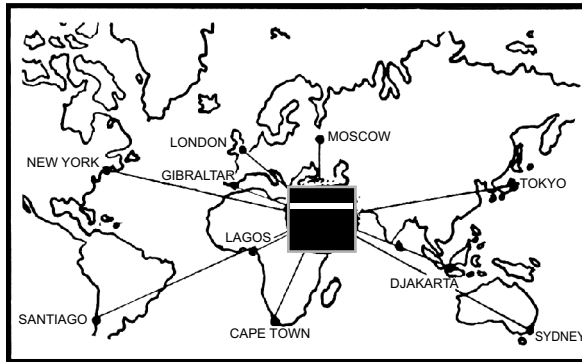 LONDON
MOSCOW
NEW YORK
GIBRALTAR
TOKYO
LAGOS
DJAKARTA
SANTIAGO
CAPE TOWN
SYDNEY